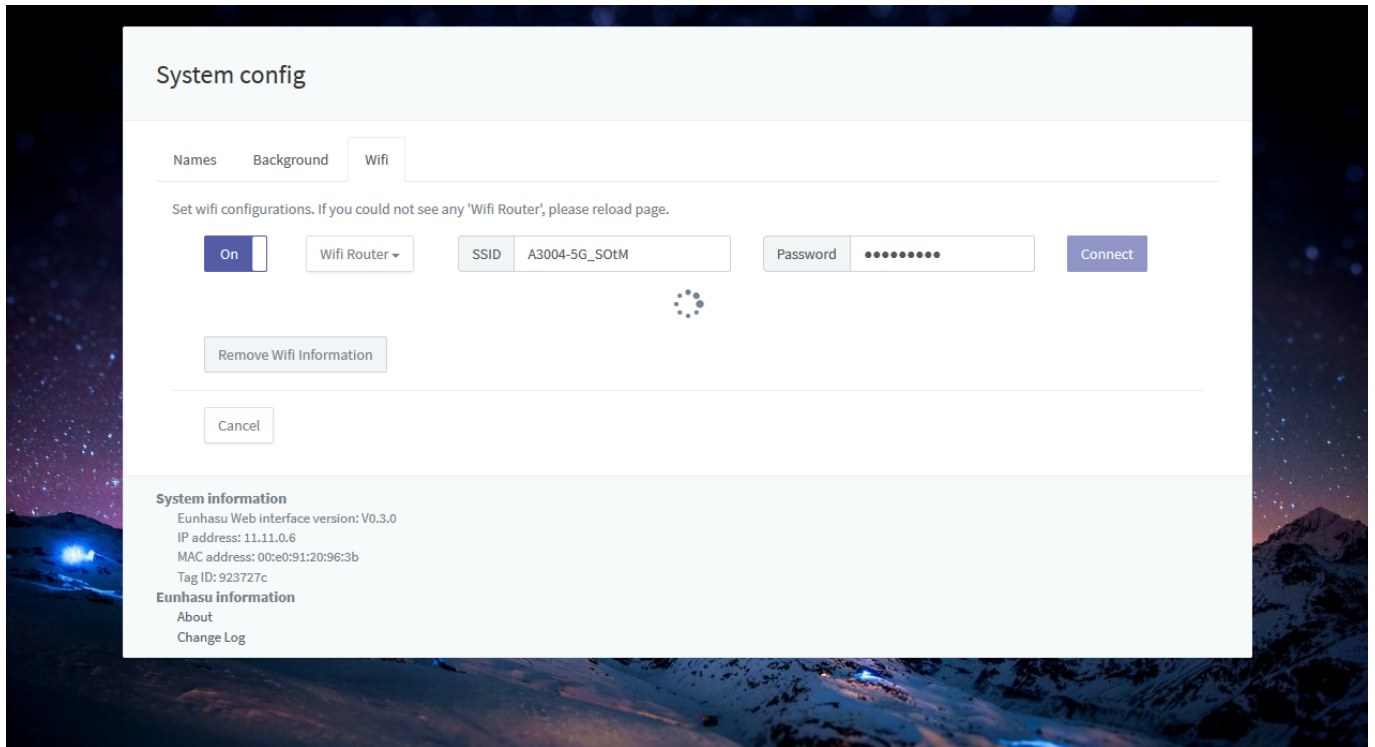 System config
Names Background Wifi
Set wifi configurations. If you could not see any 'Wifi Router', please reload page.
On Wifi Router SSID A3004-5G_SOtM Password ●●●●●●●●● Connect
Remove Wifi Information
Cancel
System information
Eunhasu Web interface version: V0.3.0
IP address: 11.11.0.6
MAC address: 00:e0:91:20:96:3b
Tag ID: 923727c
Eunhasu information
About
Change Log